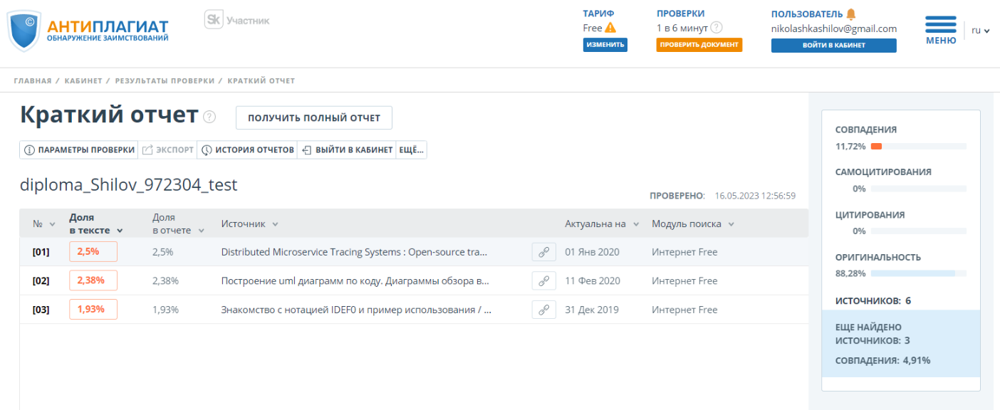 АНТИПЛАГИАТ
ОБНАРУЖЕНИЕ ЗАИМСТВОВАНИЙ
Sk Участник
ТАРИФ
Free
ИЗМЕНИТЬ
ПРОВЕРКИ
1 в 6 минут ?
ПРОВЕРИТЬ ДОКУМЕНТ
ПОЛЬЗОВАТЕЛЬ
nikolashkashilov@gmail.com
ВОЙТИ В КАБИНЕТ
МЕНЮ
ru
ГЛАВНАЯ / КАБИНЕТ / РЕЗУЛЬТАТЫ ПРОВЕРКИ / КРАТКИЙ ОТЧЕТ
Краткий отчет ?
ПОЛУЧИТЬ ПОЛНЫЙ ОТЧЕТ
ПАРАМЕТРЫ ПРОВЕРКИ ЭКСПОРТ ИСТОРИЯ ОТЧЕТОВ ВЫЙТИ В КАБИНЕТ ЕЩЁ...
diploma_Shilov_972304_test
ПРОВЕРЕНО: 16.05.2023 12:56:59
№ Доля в тексте Доля в отчете Источник Актуальна на Модуль поиска
[01] 2,5% 2,5% Distributed Microservice Tracing Systems : Open-source tra... 01 Янв 2020 Интернет Free
[02] 2,38% 2,38% Построение uml диаграмм по коду. Диаграммы обзора в... 11 Фев 2020 Интернет Free
[03] 1,93% 1,93% Знакомство с нотацией IDEF0 и пример использования / ... 31 Дек 2019 Интернет Free
СОВПАДЕНИЯ
11,72%
САМОЦИТИРОВАНИЯ
0%
ЦИТИРОВАНИЯ
0%
ОРИГИНАЛЬНОСТЬ
88,28%
ИСТОЧНИКОВ: 6
ЕЩЕ НАЙДЕНО
ИСТОЧНИКОВ: 3
СОВПАДЕНИЯ: 4,91%